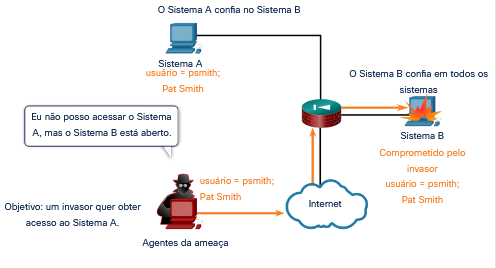 O Sistema A confia no Sistema B
Sistema A
usuário = psmith;
Pat Smith
O Sistema B confia em todos os
sistemas
Sistema B
Comprometido pelo
invasor
usuário = psmith;
Pat Smith
Eu não posso acessar o Sistema
A, mas o Sistema B está aberto.
usuário = psmith;
Pat Smith
Objetivo: um invasor quer obter
acesso ao Sistema A.
Internet
Agentes da ameaça